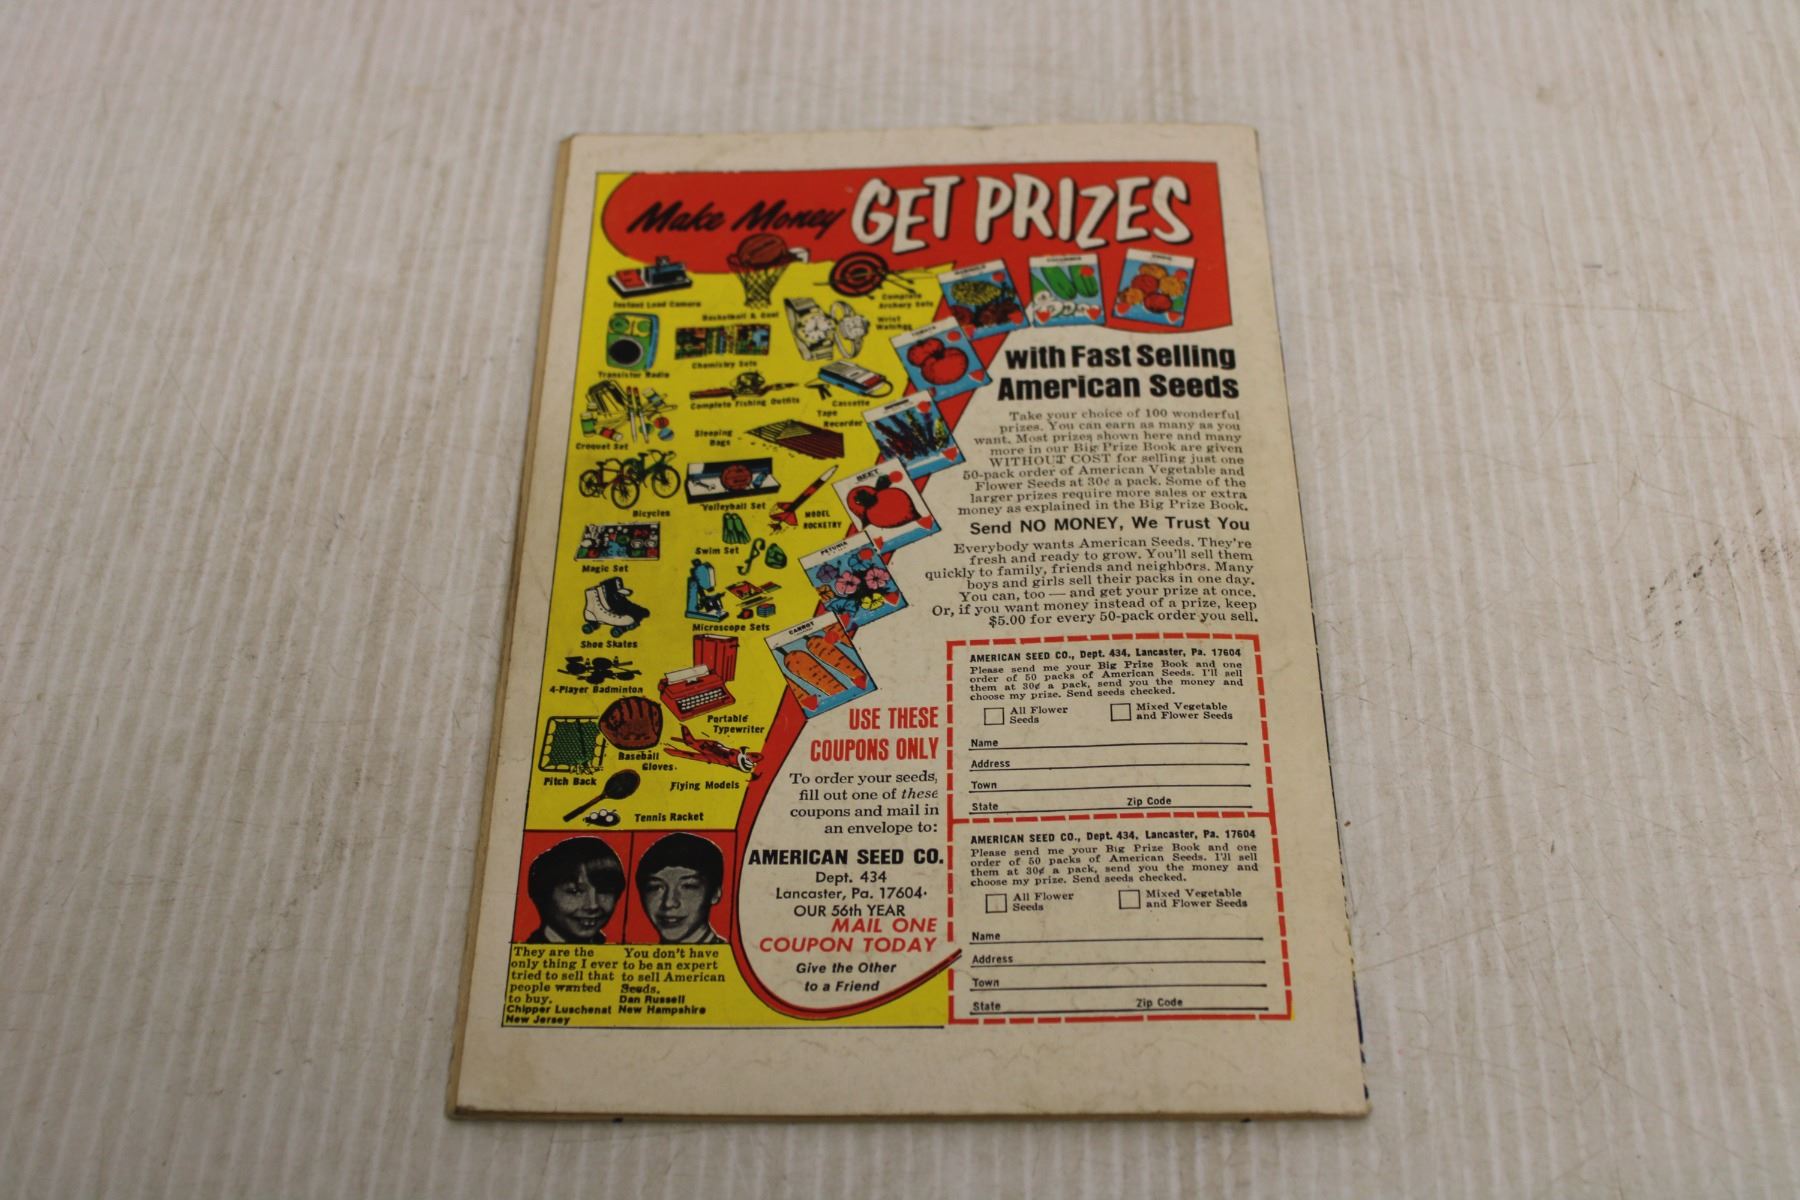 Make Money GET PRIZES
Instant Load Camera
Basketball & Goal
Complete
Archery Sets
Wrist
Watches
Transistor Radio
Chemistry Sets
Complete Fishing Outfits
Cassette
Tape
Recorder
Croquet Set
Sleeping
Bags
Bicycles
Volleyball Set
MODEL
ROCKETRY
Magic Set
Swim Set
Shoe Skates
Microscope Sets
4-Player Badminton
Portable
Typewriter
Pitch Back
Baseball
Gloves
Flying Models
Tennis Racket
BEET
PETUNIA
CARROT
with Fast Selling
American Seeds
Take your choice of 100 wonderful
prizes. You can earn as many as you
want. Most prizes shown here and many
more in our Big Prize Book are given
WITHOUT COST for selling just one
50-pack order of American Vegetable and
Flower Seeds at 30¢ a pack. Some of the
larger prizes require more sales or extra
money as explained in the Big Prize Book.
Send NO MONEY, We Trust You
Everybody wants American Seeds. They're
fresh and ready to grow. You'll sell them
quickly to family, friends and neighbors. Many
boys and girls sell their packs in one day.
You can, too — and get your prize at once.
Or, if you want money instead of a prize, keep
$5.00 for every 50-pack order you sell.
USE THESE
COUPONS ONLY
To order your seeds,
fill out one of these
coupons and mail in
an envelope to:
AMERICAN SEED CO.
Dept. 434
Lancaster, Pa. 17604
OUR 56th YEAR
MAIL ONE
COUPON TODAY
Give the Other
to a Friend
AMERICAN SEED CO., Dept. 434, Lancaster, Pa. 17604
Please send me your Big Prize Book and one
order of 50 packs of American Seeds. I'll sell
them at 30¢ a pack, send you the money and
choose my prize. Send seeds checked.
All Flower
Seeds
Mixed Vegetable
and Flower Seeds
Name
Address
Town
State Zip Code
AMERICAN SEED CO., Dept. 434, Lancaster, Pa. 17604
Please send me your Big Prize Book and one
order of 50 packs of American Seeds. I'll sell
them at 30¢ a pack, send you the money and
choose my prize. Send seeds checked.
All Flower
Seeds
Mixed Vegetable
and Flower Seeds
Name
Address
Town
State Zip Code
They are the
only thing I ever
tried to sell that
people wanted
to buy.
Chipper Luschenat
New Jersey
You don't have
to be an expert
to sell American
Seeds.
Dan Russell
New Hampshire